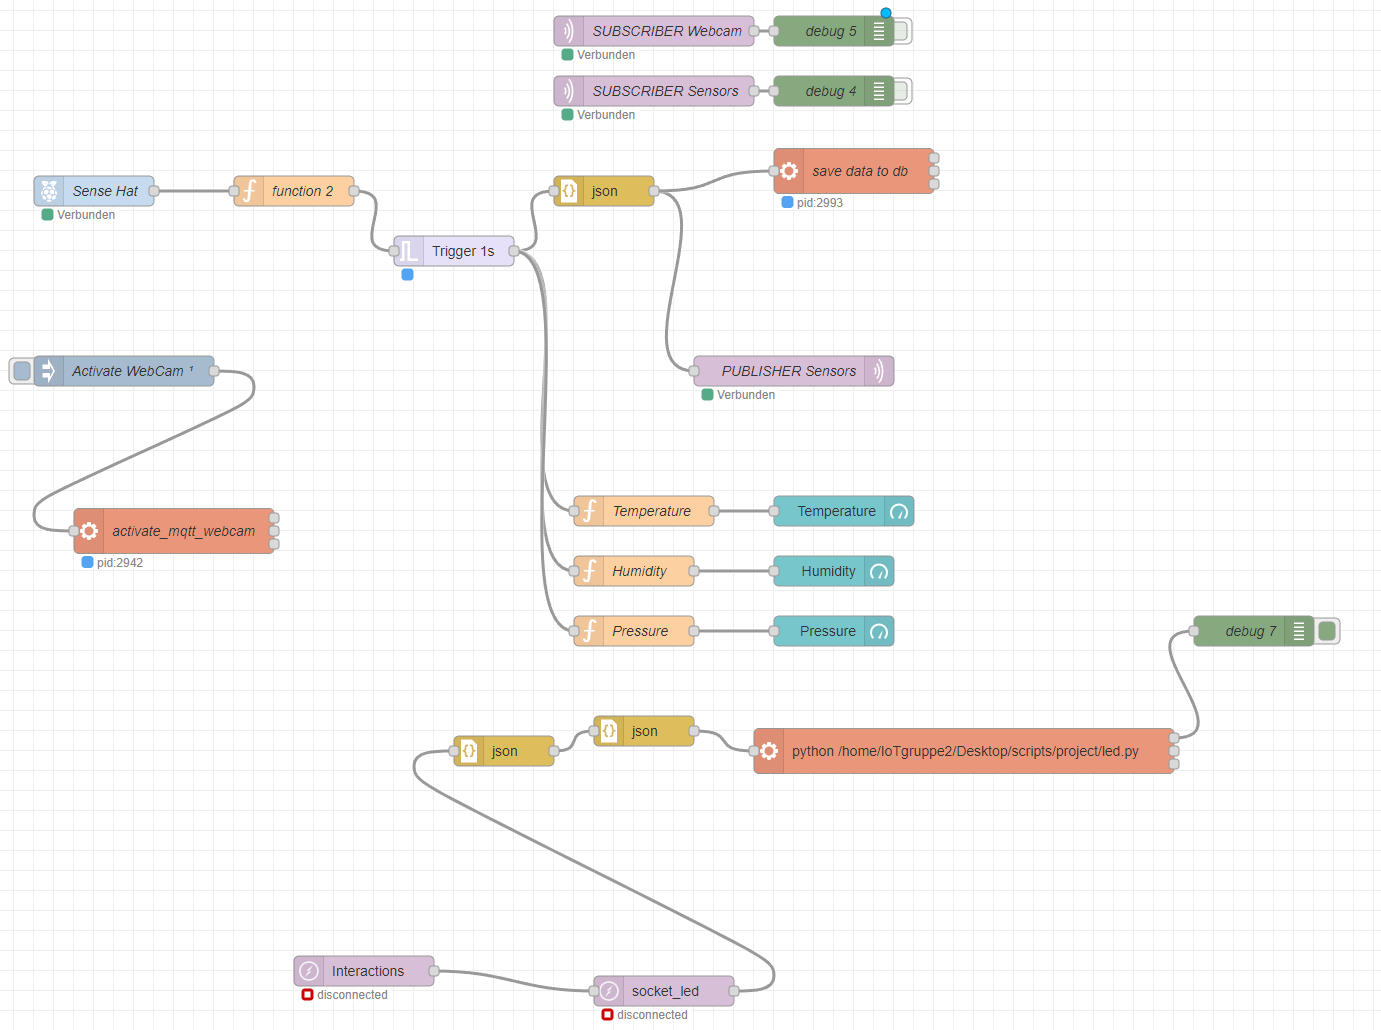 SUBSCRIBER Webcam
debug 5
Verbunden
SUBSCRIBER Sensors
debug 4
Verbunden
save data to db
pid:2993
Sense Hat
function 2
json
Verbunden
Trigger 1s
Activate WebCam ¹
PUBLISHER Sensors
Verbunden
Temperature
Temperature
activate_mqtt_webcam
pid:2942
Humidity
Humidity
Pressure
Pressure
debug 7
json
json
python /home/IoTgruppe2/Desktop/scripts/project/led.py
Interactions
disconnected
socket_led
disconnected